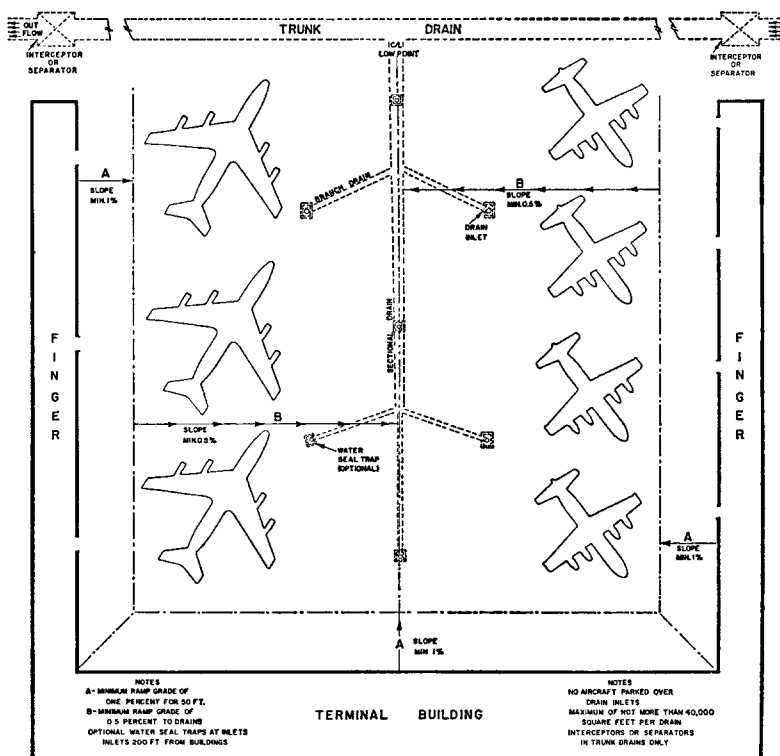 OUT
FLOW
TRUNK DRAIN
INTERCEPTOR
OR
SEPARATOR
LOW POINT
INTERCEPTOR
OR
SEPARATOR
A
SLOPE
MIN.1%
BRANCH DRAIN
B
SLOPE
MIN.0.5%
DRAIN
INLET
FINGER
SECTIONAL DRAIN
FINGER
B
SLOPE
MIN.0.5%
WATER
SEAL TRAP
(OPTIONAL)
A
SLOPE
MIN.1%
A
SLOPE
MIN 1%
NOTES
A-MINIMUM RAMP GRADE OF
ONE PERCENT FOR 50 FT.
B-MINIMUM RAMP GRADE OF
0.5 PERCENT TO DRAINS
OPTIONAL WATER SEAL TRAPS AT INLETS
INLETS 200 FT FROM BUILDINGS
TERMINAL BUILDING
NOTES
NO AIRCRAFT PARKED OVER
DRAIN INLETS
MAXIMUM OF NOT MORE THAN 40,000
SQUARE FEET PER DRAIN
INTERCEPTORS OR SEPARATORS
IN TRUNK DRAINS ONLY